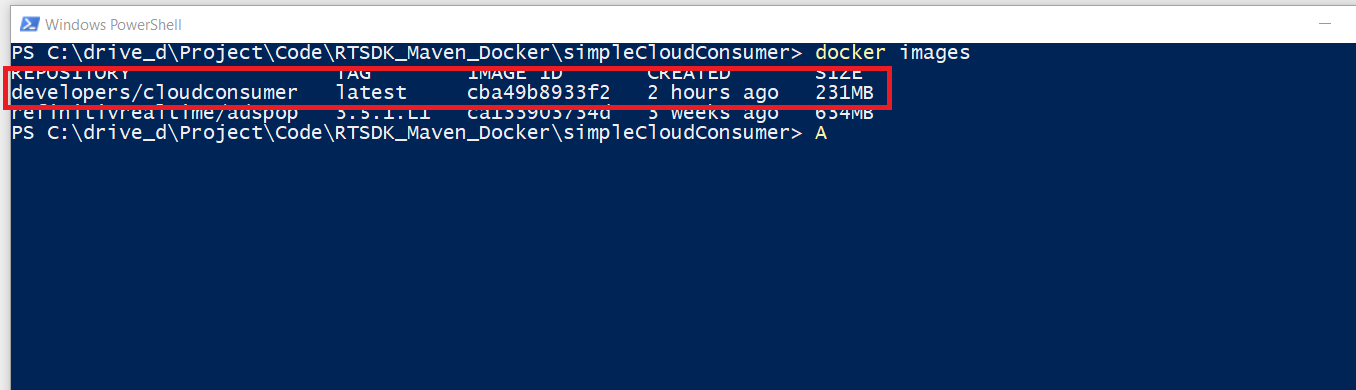 Windows PowerShell
PS C:\drive_d\Project\Code\RTSDK_Maven_Docker\simpleCloudConsumer> docker images
REPOSITORY TAG IMAGE ID CREATED SIZE
developers/cloudconsumer latest cba49b8933f2 2 hours ago 231MB
refinitivrealtime/adspop 3.5.1.L1 ca133905734d 3 weeks ago 634MB
PS C:\drive_d\Project\Code\RTSDK_Maven_Docker\simpleCloudConsumer> A